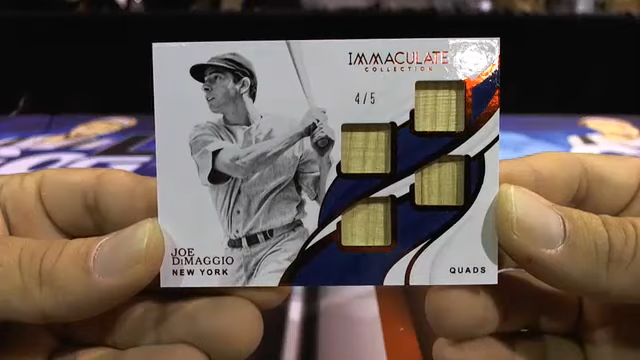 IMMACULATE
COLLECTION
4/5
JOE
DiMAGGIO
NEW YORK
QUADS